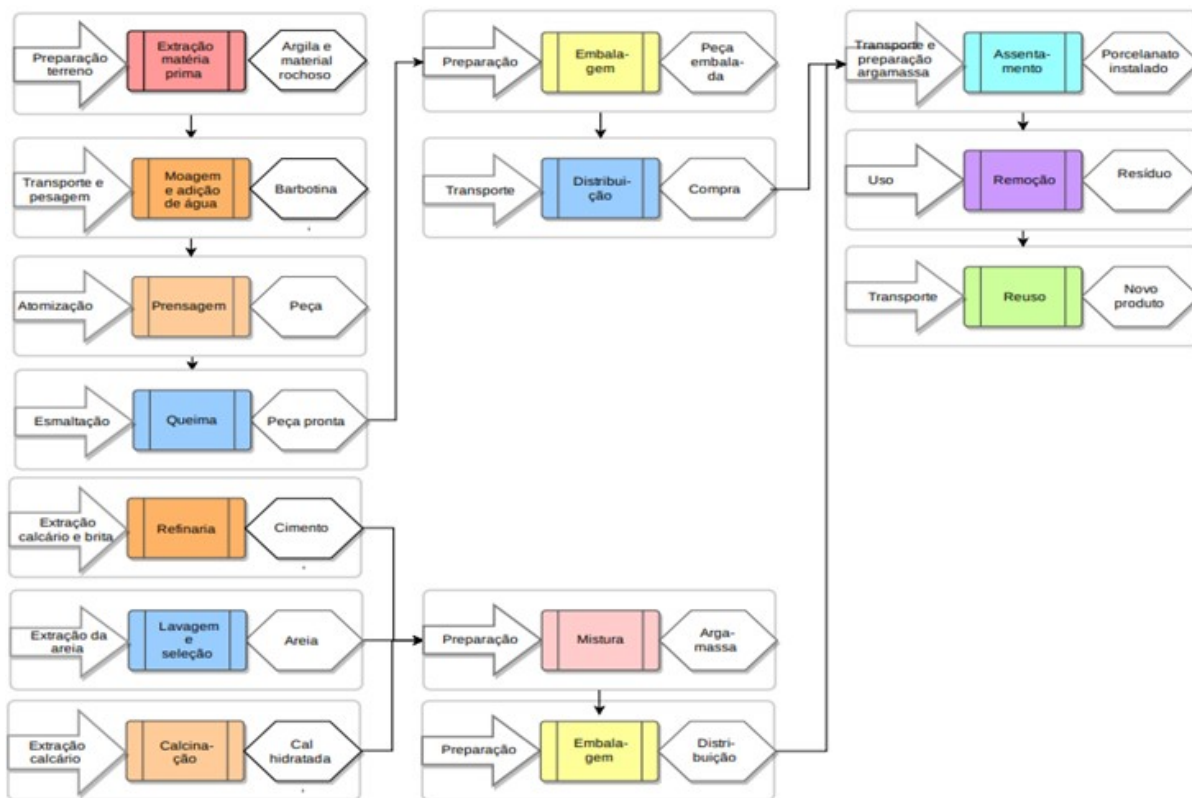 Preparação
terreno
Extração
matéria
prima
Argila e
material
rochoso
Transporte e
pesagem
Moagem
e adição
de água
Barbotina
Atomização
Prensagem
Peça
Esmaltação
Queima
Peça pronta
Preparação
Embala-
gem
Peça
embala-
da
Transporte
Distribui-
ção
Compra
Transporte e
preparação
argamassa
Assenta-
mento
Porcelanato
instalado
Uso
Remoção
Resíduo
Transporte
Reuso
Novo
produto
Extração
calcário e brita
Refinaria
Cimento
Extração da
areia
Lavagem
e
seleção
Areia
Extração
calcário
Calcina-
ção
Cal
hidratada
Preparação
Mistura
Arga-
massa
Preparação
Embala-
gem
Distri-
buição